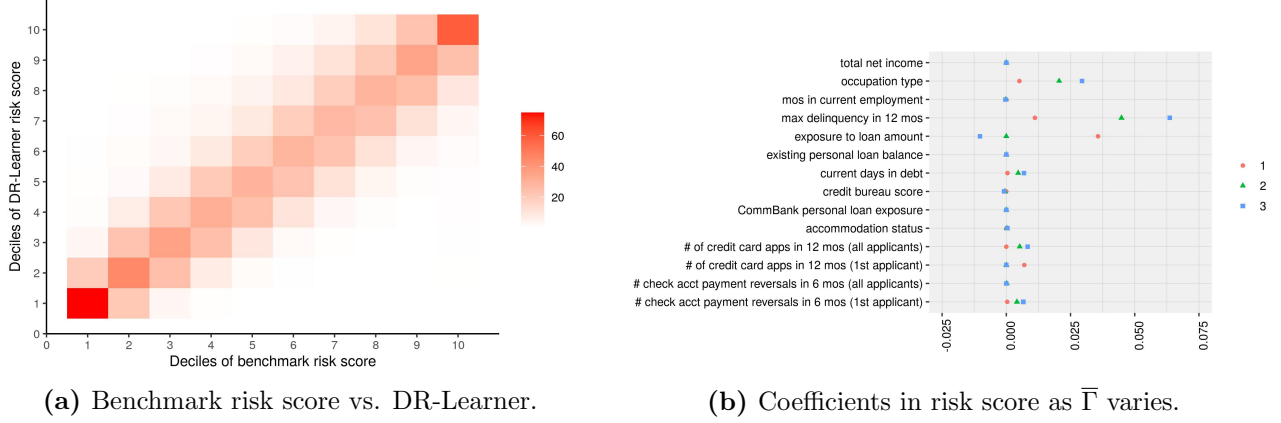 10
9
8
7
6
5
4
3
2
1
0
Deciles of DR-Learner risk score
0 1 2 3 4 5 6 7 8 9 10
Deciles of benchmark risk score
60
40
20
(a) Benchmark risk score vs. DR-Learner.
total net income
occupation type
mos in current employment
max delinquency in 12 mos
exposure to loan amount
existing personal loan balance
current days in debt
credit bureau score
CommBank personal loan exposure
accommodation status
# of credit card apps in 12 mos (all applicants)
# of credit card apps in 12 mos (1st applicant)
# check acct payment reversals in 6 mos (all applicants)
# check acct payment reversals in 6 mos (1st applicant)
-0.025 0.000 0.025 0.050 0.075
1
2
3
(b) Coefficients in risk score as Γ̅ varies.